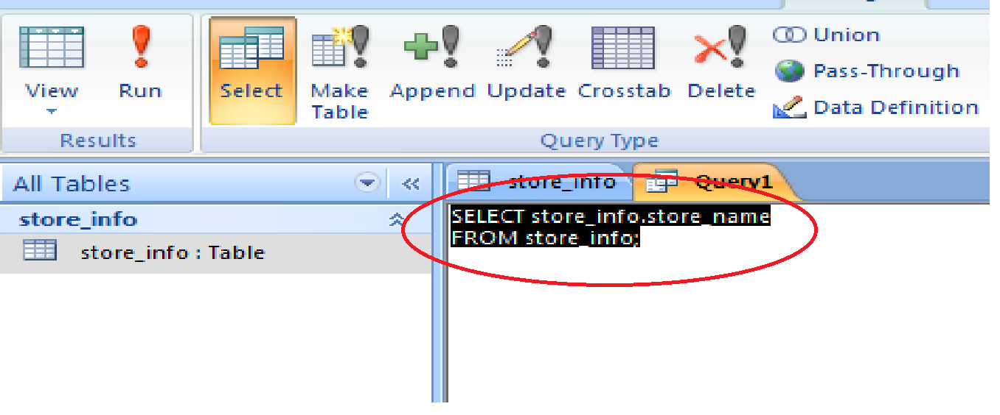 View
Run
Select
Make
Table
Append
Update
Crosstab
Delete
Union
Pass-Through
Data Definition
Results
Query Type
All Tables
store_info
Query1
store_info
store_info : Table
SELECT store_info.store_name
FROM store_info;